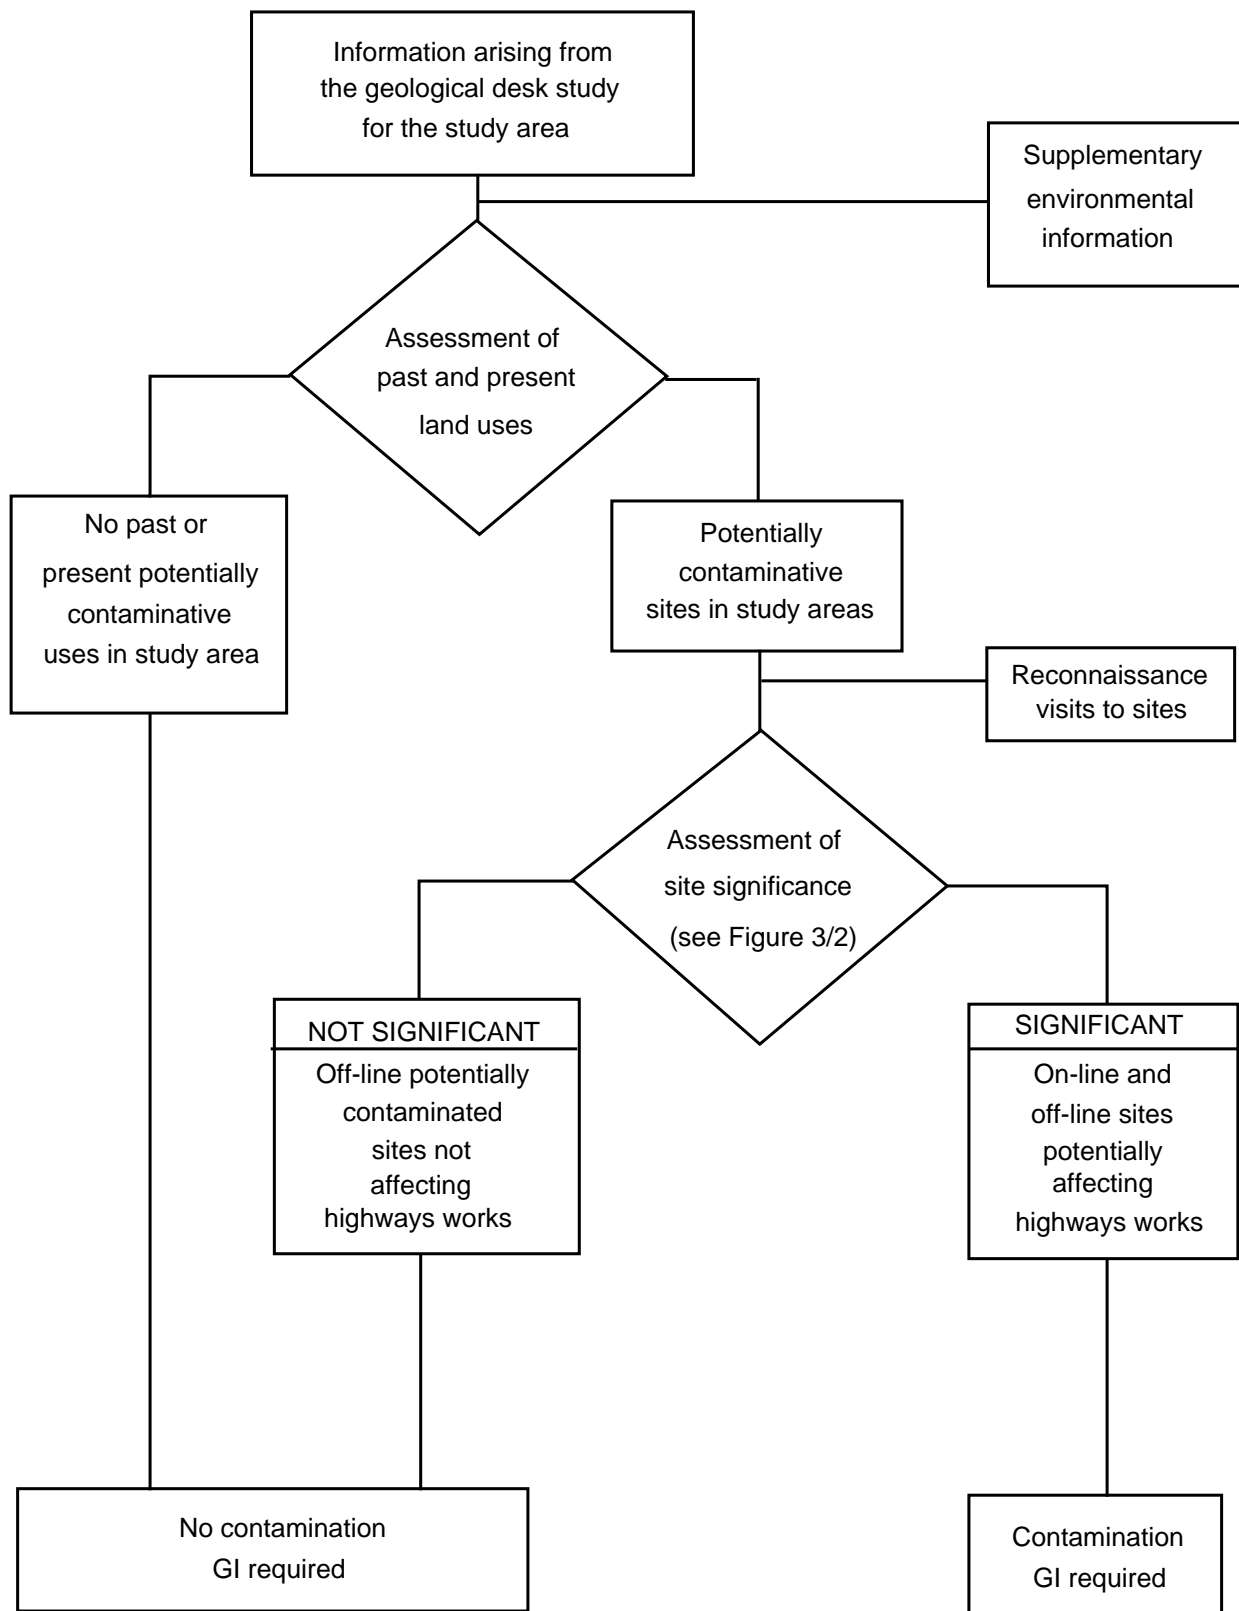 Information arising from
the geological desk study
for the study area
Supplementary
environmental
information
Assessment of
past and present
land uses
No past or
present potentially
contaminative
uses in study area
Potentially
contaminative
sites in study areas
Reconnaissance
visits to sites
Assessment of
site significance
(see Figure 3/2)
NOT SIGNIFICANT
Off-line potentially
contaminated
sites not
affecting
highways works
SIGNIFICANT
On-line and
off-line sites
potentially
affecting
highways works
No contamination
GI required
Contamination
GI required